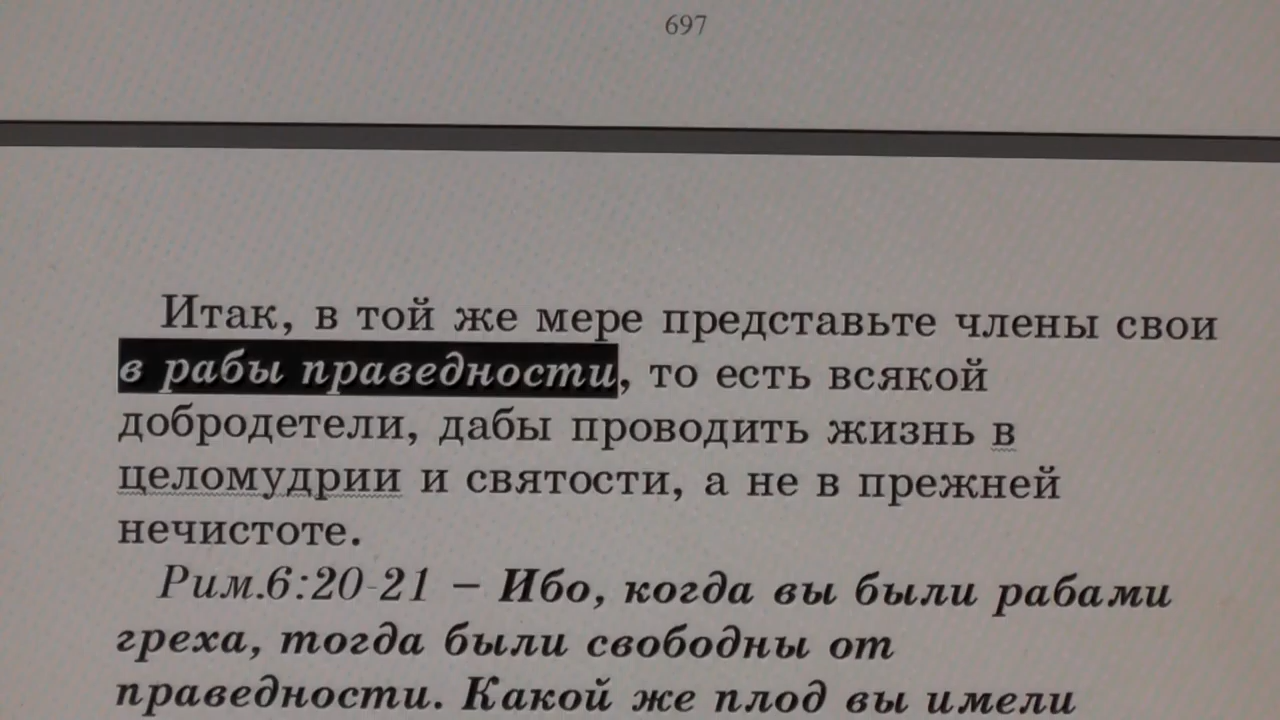 697
Итак, в той же мере представьте члены свои
в рабы праведности, то есть всякой
добродетели, дабы проводить жизнь в
целомудрии и святости, а не в прежней
нечистоте.
Рим.6:20-21 – Ибо, когда вы были рабами
греха, тогда были свободны от
праведности. Какой же плод вы имели